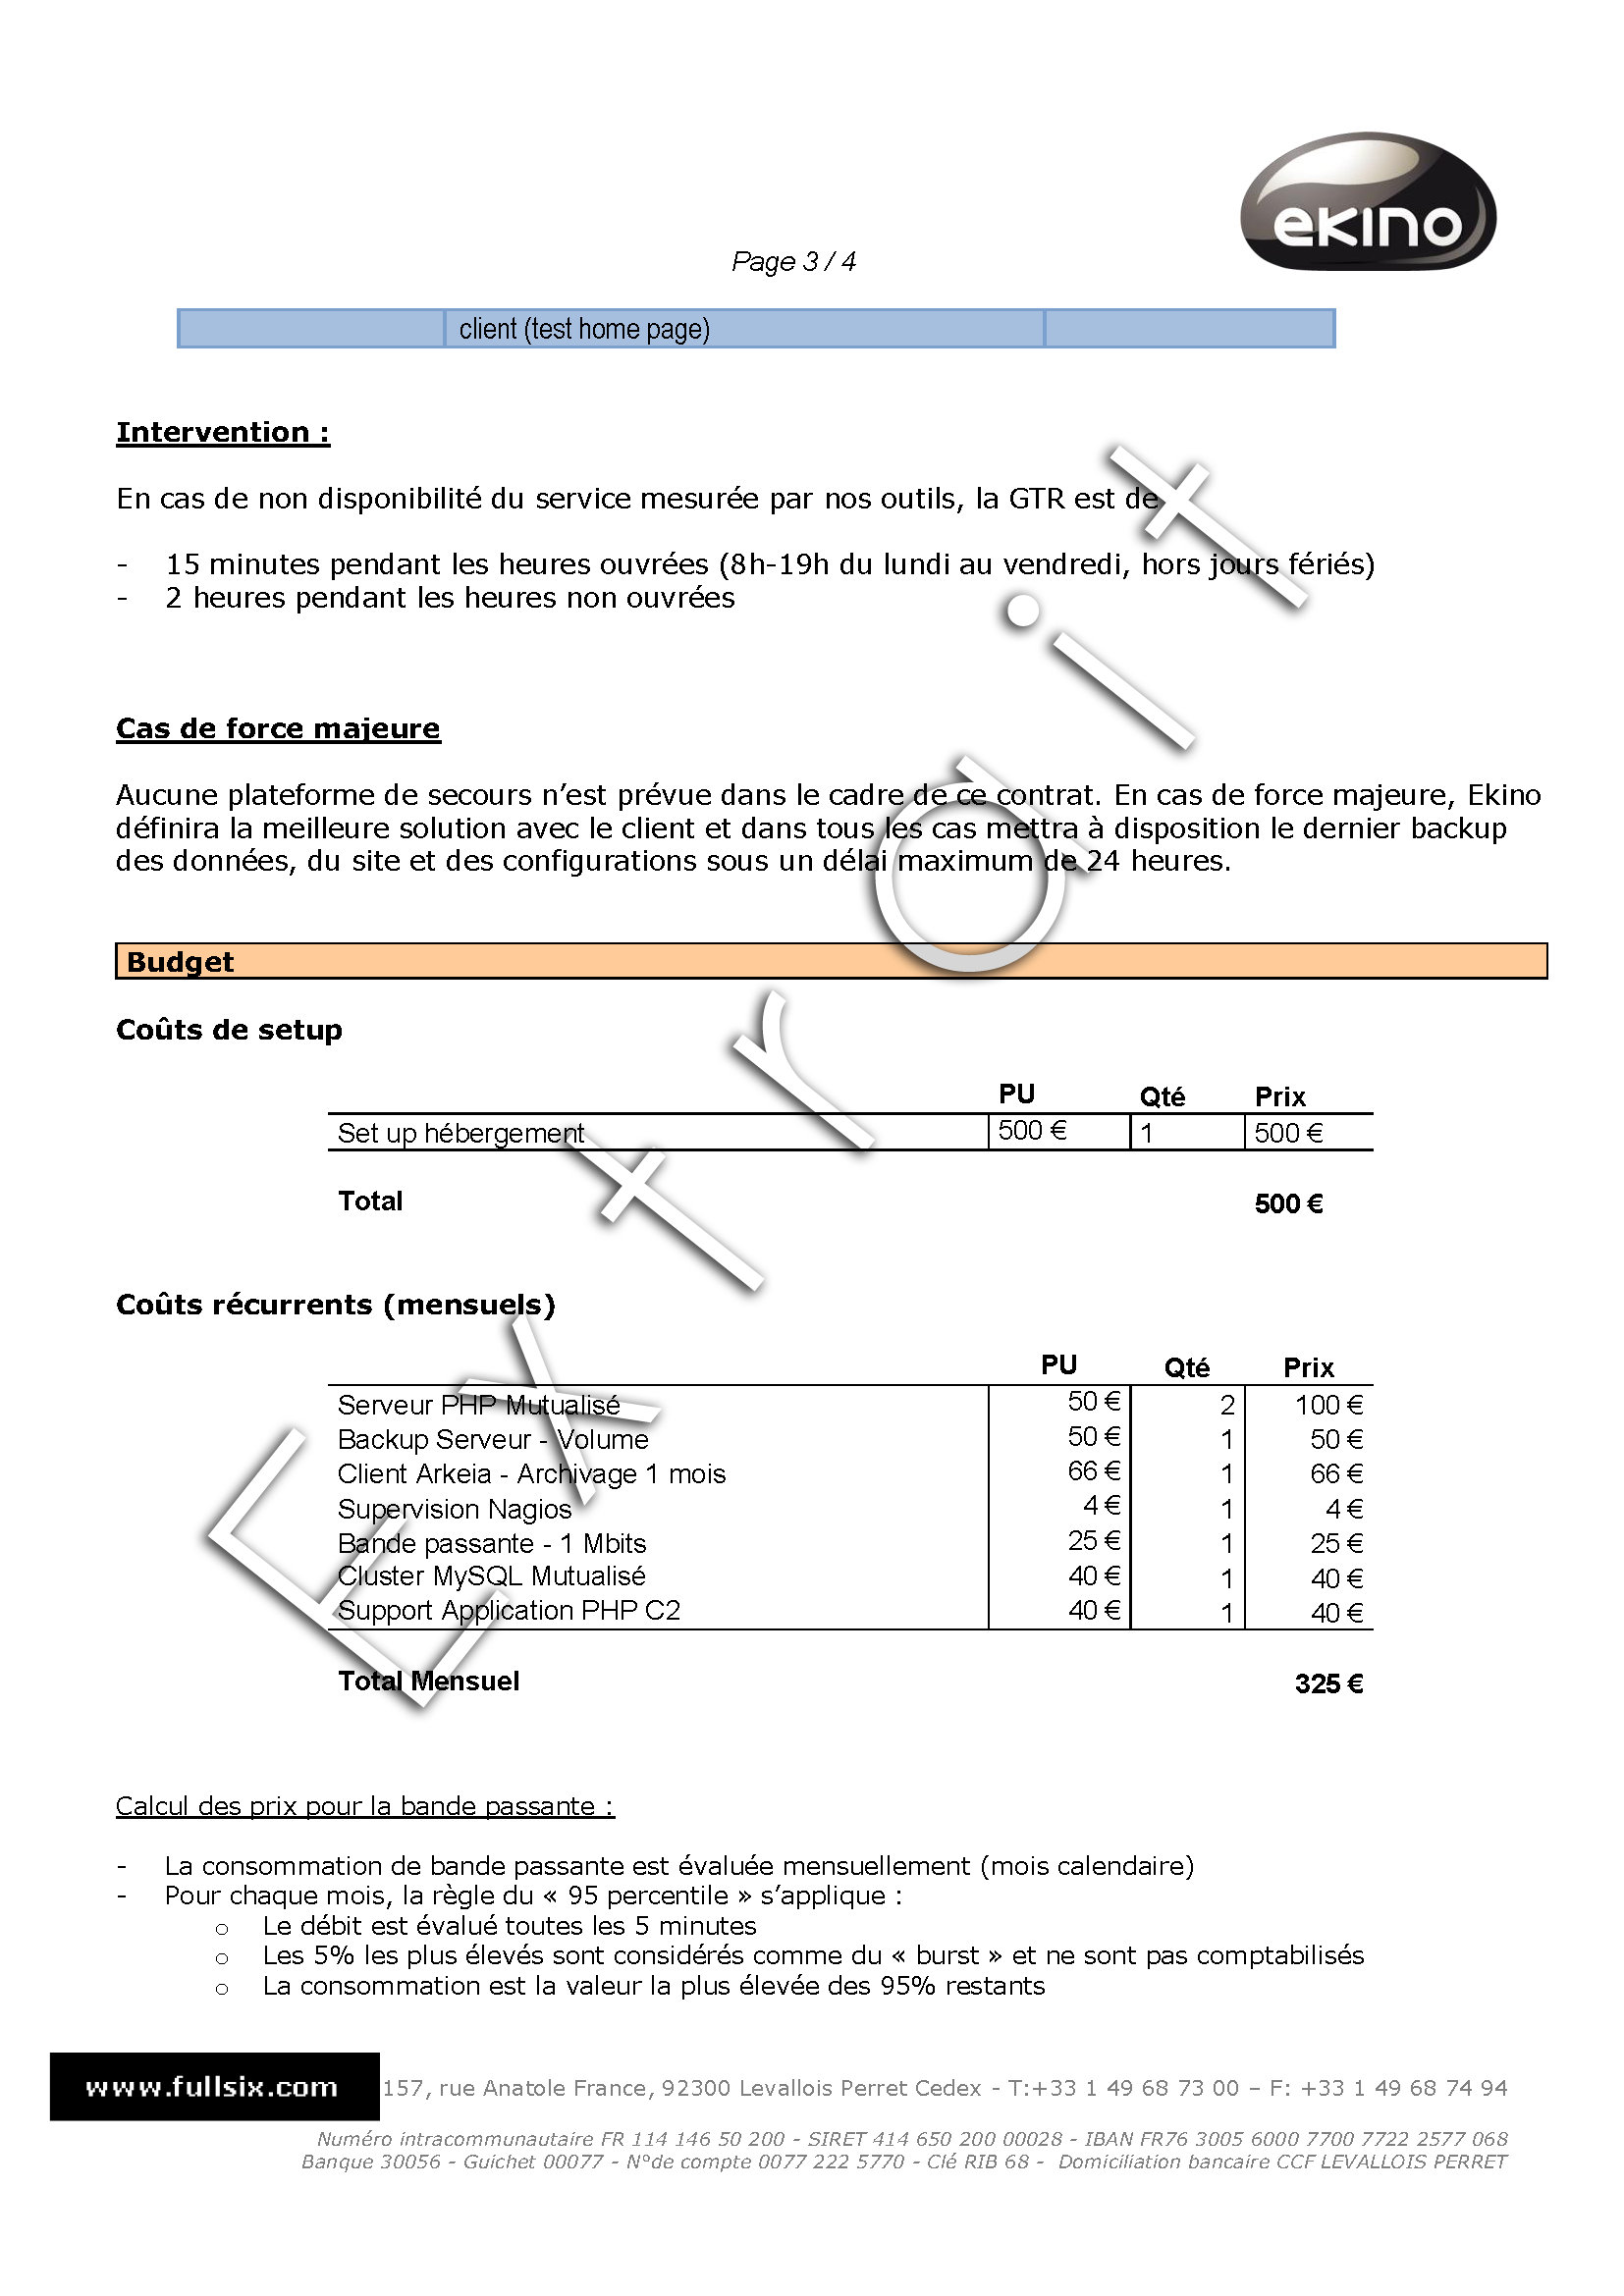 ekino
Page 3 / 4
client (test home page)
Intervention :
En cas de non disponibilité du service mesurée par nos outils, la GTR est de
- 15 minutes pendant les heures ouvrées (8h-19h du lundi au vendredi, hors jours fériés)
- 2 heures pendant les heures non ouvrées
Cas de force majeure
Aucune plateforme de secours n’est prévue dans le cadre de ce contrat. En cas de force majeure, Ekino
définira la meilleure solution avec le client et dans tous les cas mettra à disposition le dernier backup
des données, du site et des configurations sous un délai maximum de 24 heures.
Extrait
Budget
Coûts de setup
PU Qté Prix
Set up hébergement 500 € 1 500 €
Total 500 €
Coûts récurrents (mensuels)
PU Qté Prix
Serveur PHP Mutualisé 50 € 2 100 €
Backup Serveur - Volume 50 € 1 50 €
Client Arkeia - Archivage 1 mois 66 € 1 66 €
Supervision Nagios 4 € 1 4 €
Bande passante - 1 Mbits 25 € 1 25 €
Cluster MySQL Mutualisé 40 € 1 40 €
Support Application PHP C2 40 € 1 40 €
Total Mensuel 325 €
Calcul des prix pour la bande passante :
- La consommation de bande passante est évaluée mensuellement (mois calendaire)
- Pour chaque mois, la règle du « 95 percentile » s’applique :
o Le débit est évalué toutes les 5 minutes
o Les 5% les plus élevés sont considérés comme du « burst » et ne sont pas comptabilisés
o La consommation est la valeur la plus élevée des 95% restants
www.fullsix.com 157, rue Anatole France, 92300 Levallois Perret Cedex - T:+33 1 49 68 73 00 – F: +33 1 49 68 74 94
Numéro intracommunautaire FR 114 146 50 200 - SIRET 414 650 200 00028 - IBAN FR76 3005 6000 7700 7722 2577 068
Banque 30056 - Guichet 00077 - N°de compte 0077 222 5770 - Clé RIB 68 - Domiciliation bancaire CCF LEVALLOIS PERRET